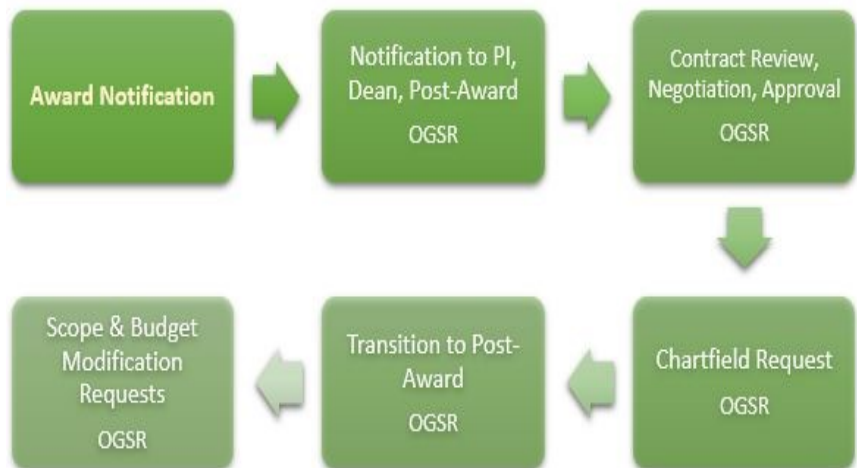 Award Notification
Notification to PI,
Dean, Post-Award
OGSR
Contract Review,
Negotiation, Approval
OGSR
Chartfield Request
OGSR
Transition to Post-
Award
OGSR
Scope & Budget
Modification
Requests
OGSR